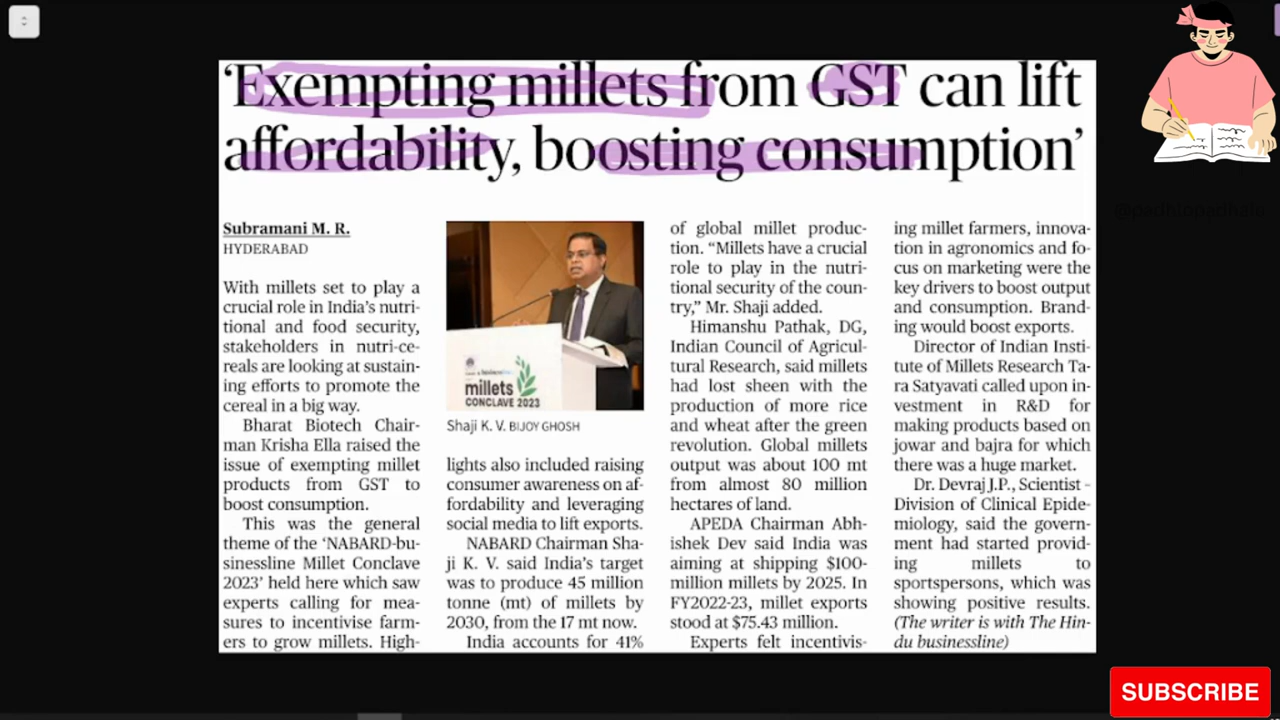 ‘Exempting millets from GST can lift
affordability, boosting consumption’
Subramani M. R.
HYDERABAD
With millets set to play a
crucial role in India’s nutri-
tional and food security,
stakeholders in nutri-ce-
reals are looking at sustain-
ing efforts to promote the
cereal in a big way.
Bharat Biotech Chair-
man Krisha Ella raised the
issue of exempting millet
products from GST to
boost consumption.
This was the general
theme of the ‘NABARD-bu-
sinessline Millet Conclave
2023’ held here which saw
experts calling for mea-
sures to incentivise farm-
ers to grow millets. High-
millets
CONCLAVE 2023
Shaji K. V. BIJOY GHOSH
lights also included raising
consumer awareness on af-
fordability and leveraging
social media to lift exports.
NABARD Chairman Sha-
ji K. V. said India’s target
was to produce 45 million
tonne (mt) of millets by
2030, from the 17 mt now.
India accounts for 41%
of global millet produc-
tion. “Millets have a crucial
role to play in the nutri-
tional security of the coun-
try,” Mr. Shaji added.
Himanshu Pathak, DG,
Indian Council of Agricul-
tural Research, said millets
had lost sheen with the
production of more rice
and wheat after the green
revolution. Global millets
output was about 100 mt
from almost 80 million
hectares of land.
APEDA Chairman Abh-
ishek Dev said India was
aiming at shipping $100-
million millets by 2025. In
FY2022-23, millet exports
stood at $75.43 million.
Experts felt incentivis-
ing millet farmers, innova-
tion in agronomics and fo-
cus on marketing were the
key drivers to boost output
and consumption. Brand-
ing would boost exports.
Director of Indian Insti-
tute of Millets Research Ta-
ra Satyavati called upon in-
vestment in R&D for
making products based on
jowar and bajra for which
there was a huge market.
Dr. Devraj J.P., Scientist -
Division of Clinical Epide-
miology, said the govern-
ment had started provid-
ing millets to
sportspersons, which was
showing positive results.
(The writer is with The Hin-
du businessline)
SUBSCRIBE